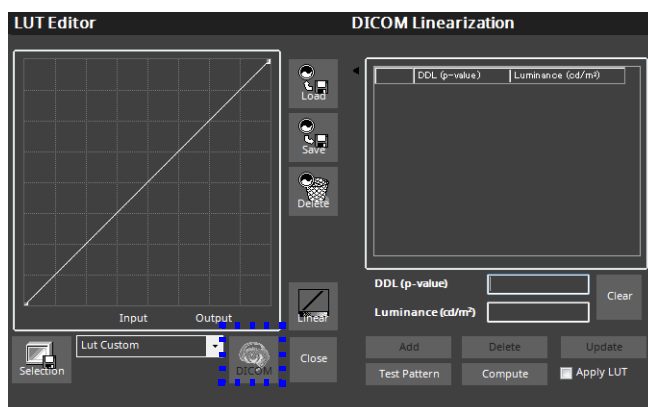 LUT Editor
DICOM Linearization
Load
Save
Delete
Linear
Input Output
Selection
Lut Custom
DICOM
Close
DDL (p-value) Luminance (cd/m²)
DDL (p-value)
Luminance (cd/m²)
Clear
Add Delete Update
Test Pattern Compute Apply LUT